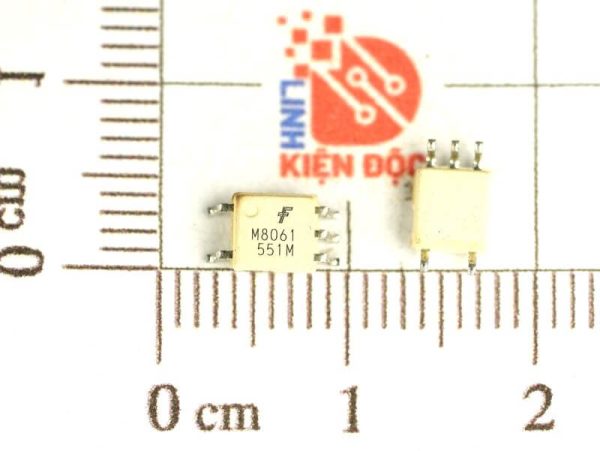 1
LINH
KIỆN ĐỘC
M8061
551M
0 cm
0 cm
1
2